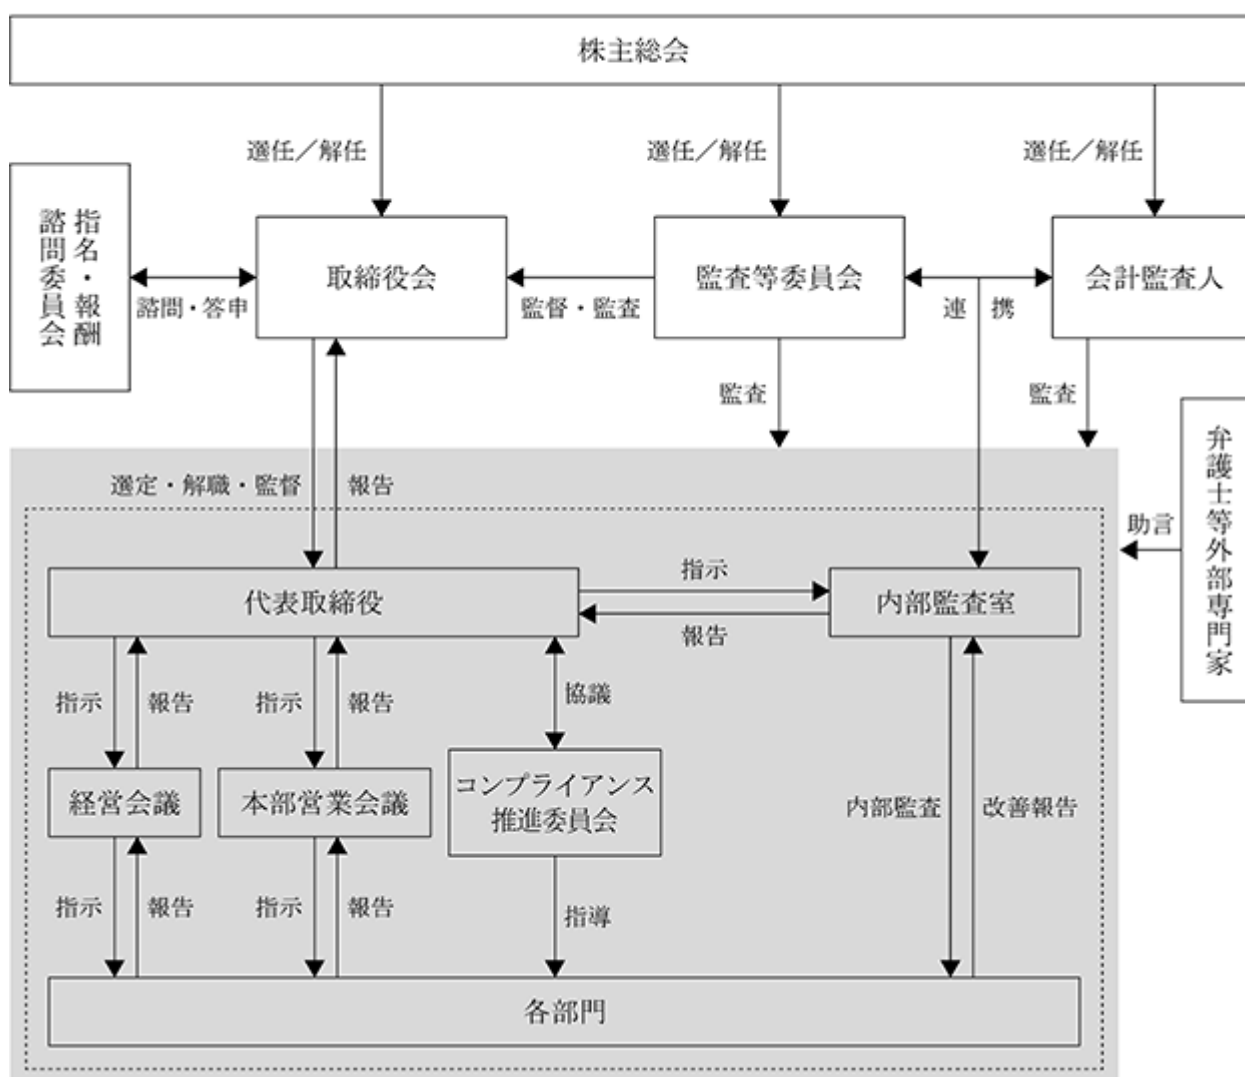 株主総会
選任／解任
選任／解任
選任／解任
指名・報酬
諮問委員会
諮問・答申
取締役会
監督・監査
監査等委員会
連携
会計監査人
監査
監査
弁護士等外部専門家
助言
選定・解職・監督
報告
代表取締役
指示
報告
内部監査室
指示
報告
指示
報告
協議
経営会議
本部営業会議
コンプライアンス
推進委員会
内部監査
改善報告
指示
報告
指示
報告
指導
各部門